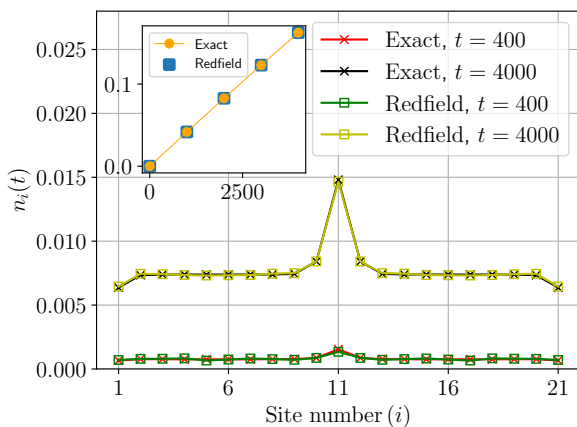 0.025
0.020
0.015
0.010
0.005
0.000
n_i(t)
0.1
0.0
0
2500
Exact
Redfield
Exact, t = 400
Exact, t = 4000
Redfield, t = 400
Redfield, t = 4000
1 6 11 16 21
Site number (i)